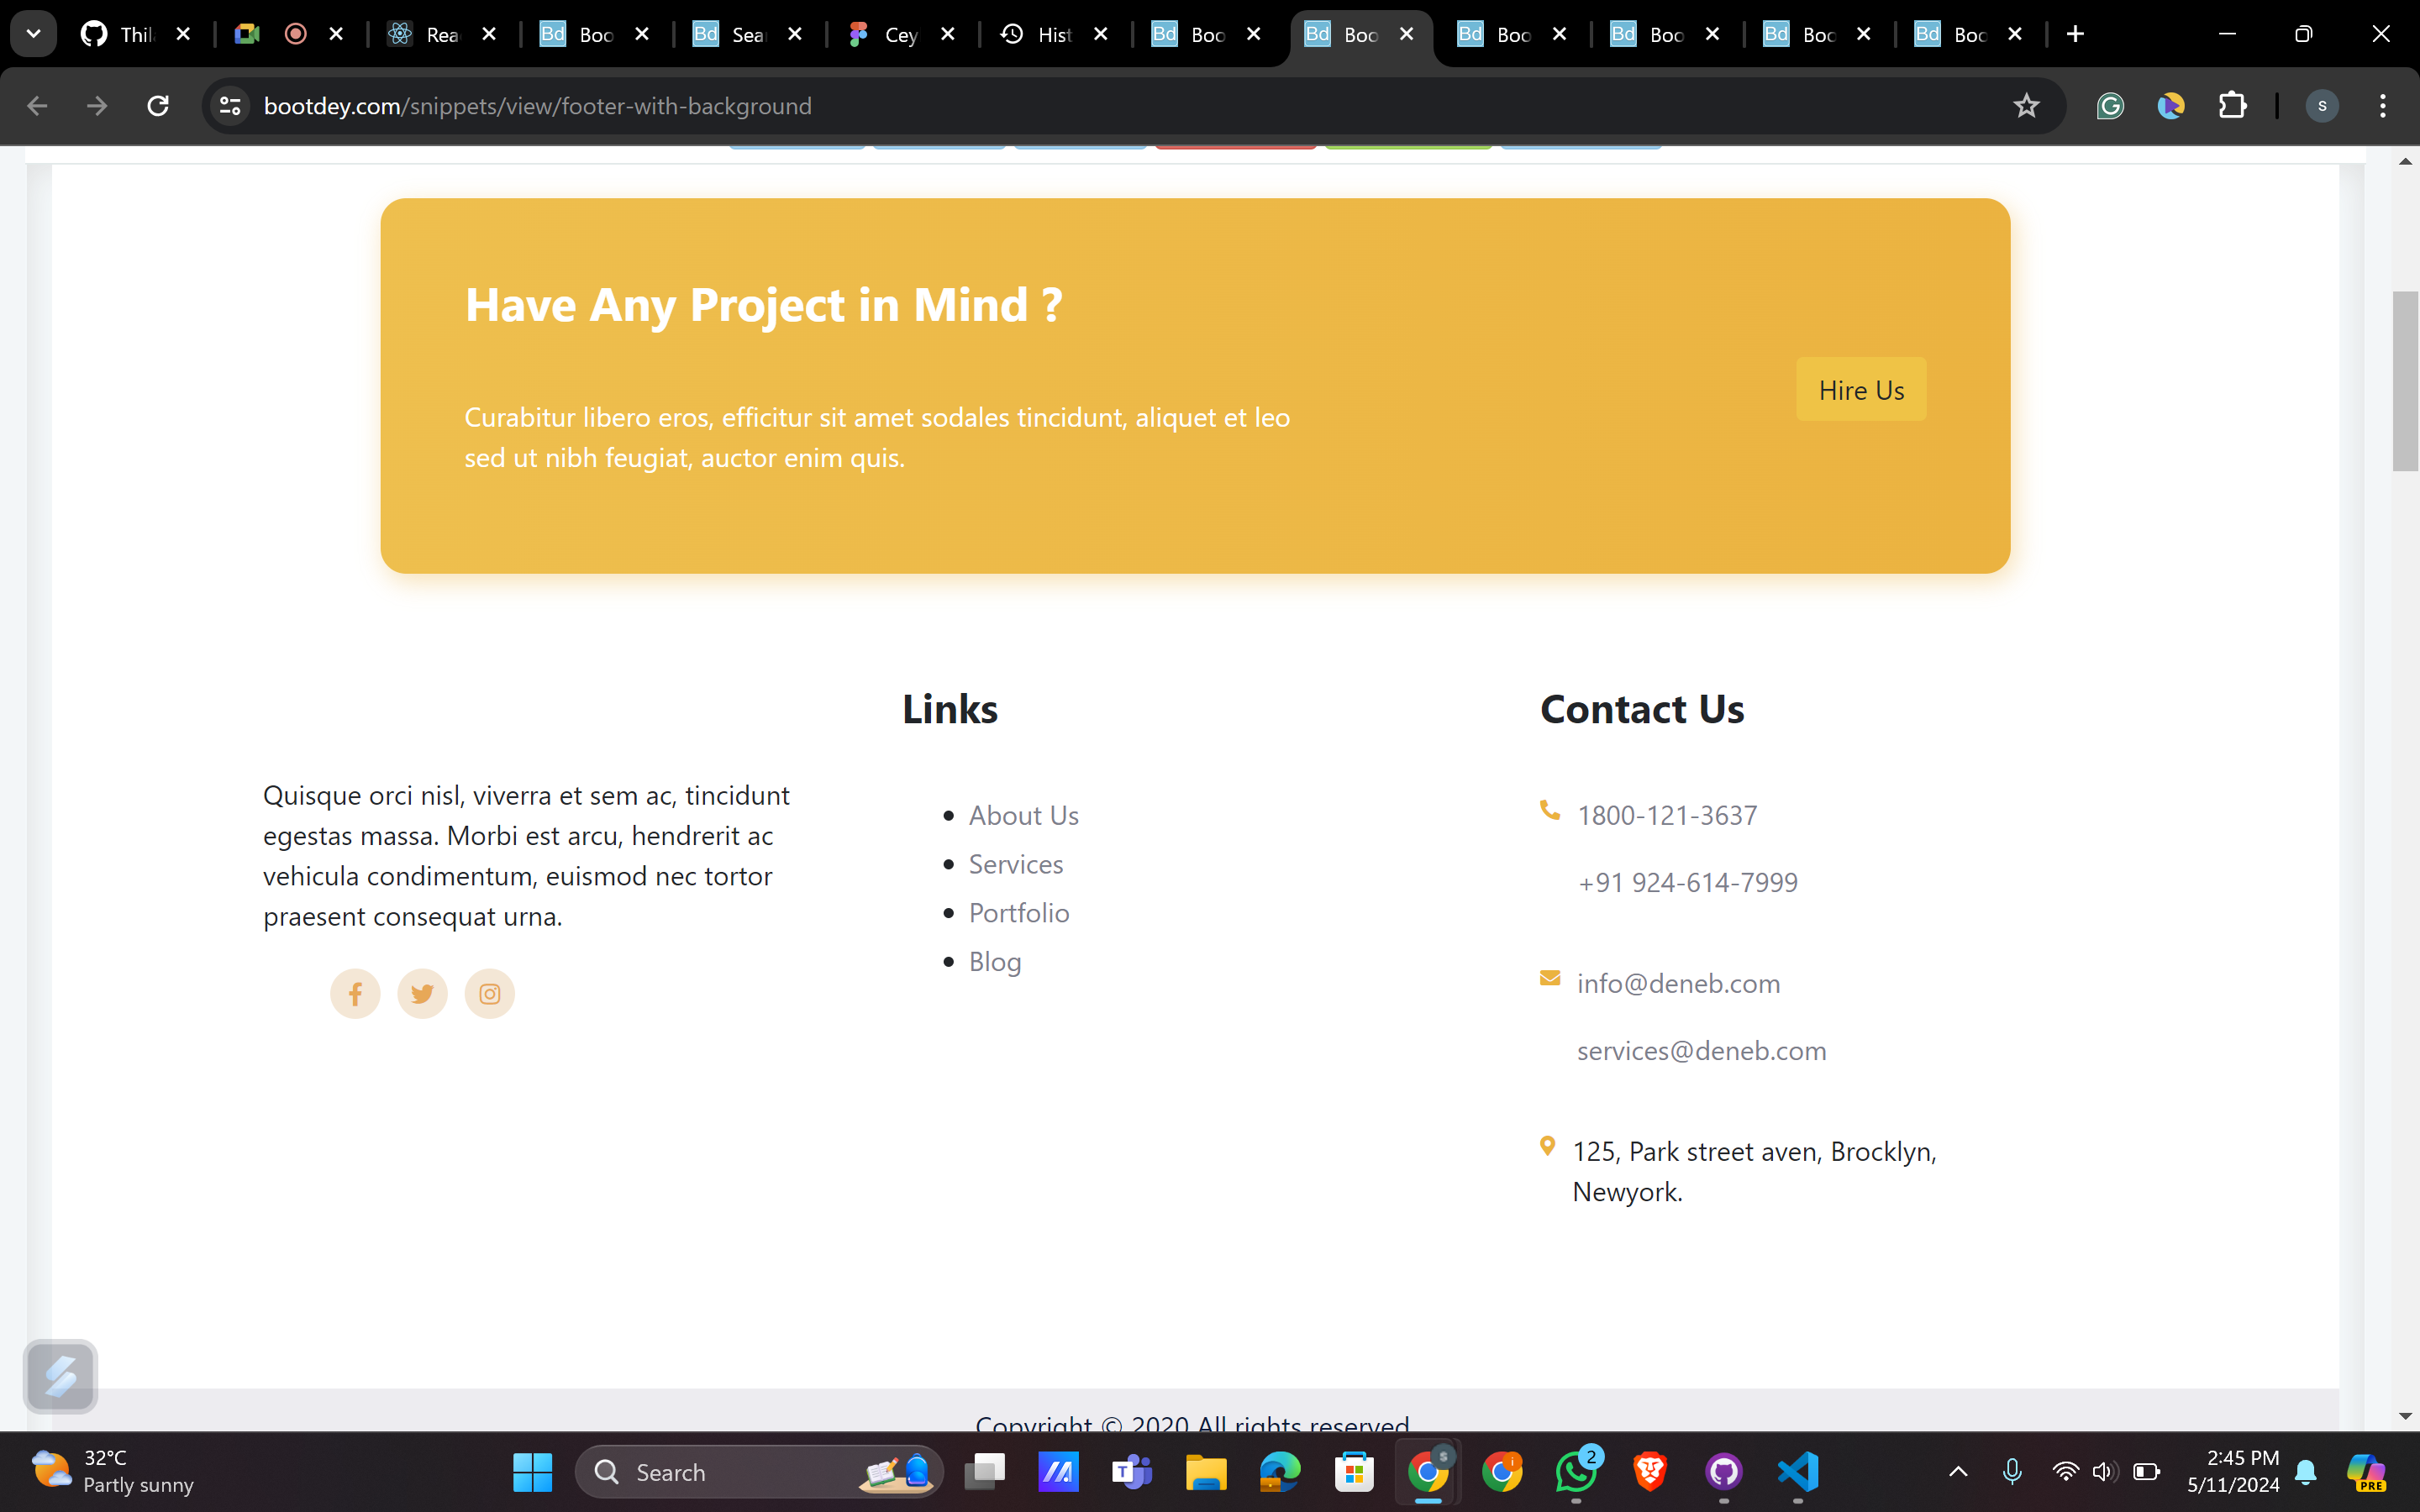 Thil
Rea
Boo
Sea
Cey
Hist
Boo
Boo
Boo
Boo
Boo
Boo
bootdey.com/snippets/view/footer-with-background
s
Have Any Project in Mind ?
Curabitur libero eros, efficitur sit amet sodales tincidunt, aliquet et leo
sed ut nibh feugiat, auctor enim quis.
Hire Us
Quisque orci nisl, viverra et sem ac, tincidunt
egestas massa. Morbi est arcu, hendrerit ac
vehicula condimentum, euismod nec tortor
praesent consequat urna.
Links
About Us
Services
Portfolio
Blog
Contact Us
1800-121-3637
+91 924-614-7999
info@deneb.com
services@deneb.com
125, Park street aven, Brocklyn,
Newyork.
Copyright © 2020 All rights reserved
32°C
Partly sunny
Search
2
2:45 PM
5/11/2024
PRE